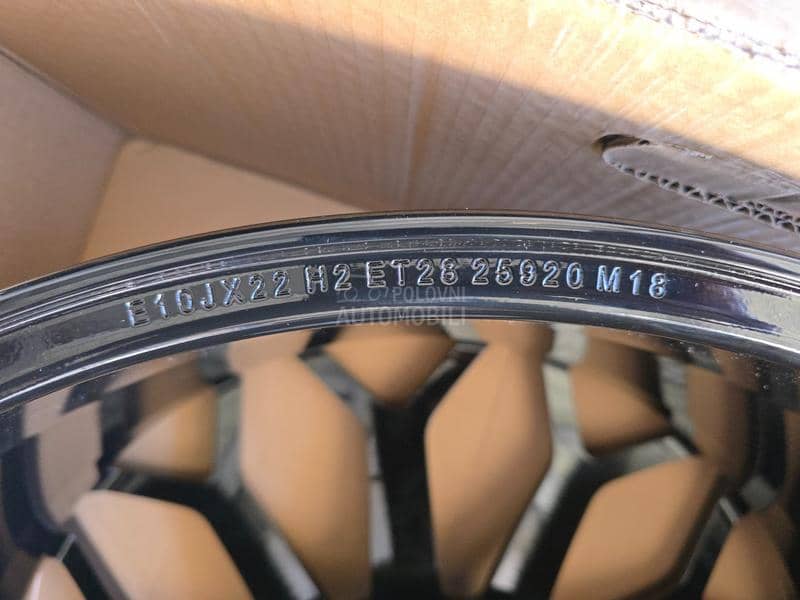 E10JX22 H2 ET28 25920 M18
POLOVNI
AUTOMOBILI